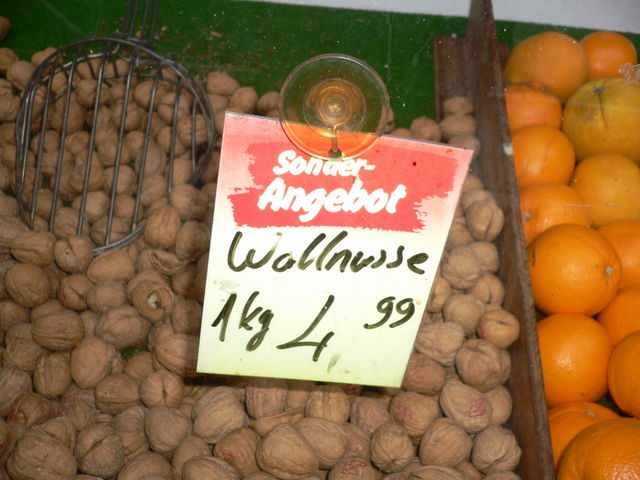 Sonder-
Angebot
Wallnusse
1kg 4,99